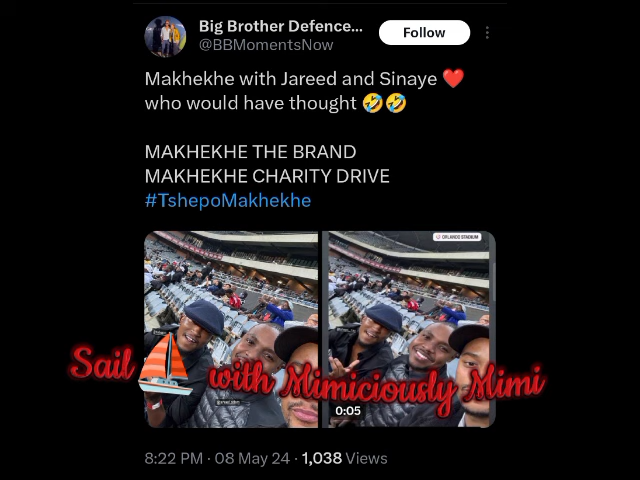 Big Brother Defence...
@BBMomentsNow
Follow
Makhekhe with Jareed and Sinaye ❤️
who would have thought 🤣🤣
MAKHEKHE THE BRAND
MAKHEKHE CHARITY DRIVE
#TshepoMakhekhe
ORLANDO STADIUM
Sail with Mimiciously Mimi
0:05
8:22 PM · 08 May 24 · 1,038 Views